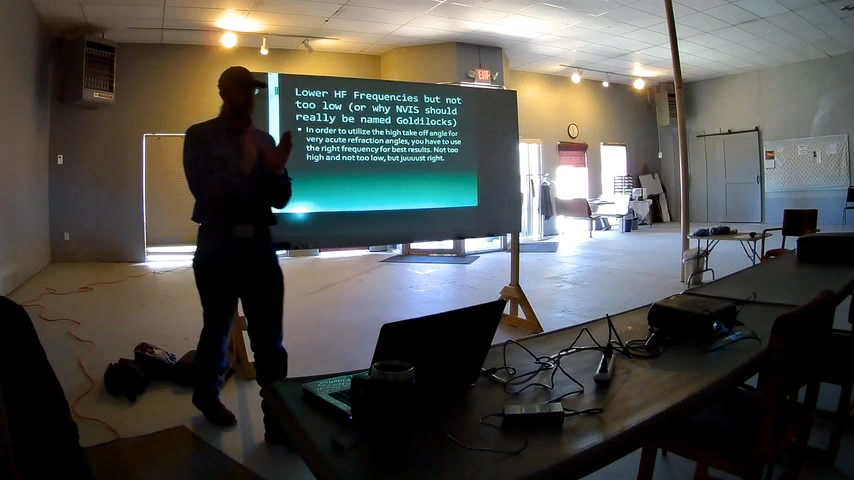 EXIT
Lower HF Frequencies but not
too low (or why NVIS should
really be named Goldilocks)
▪ In order to utilize the high take off angle for
very acute refraction angles, you have to use
the right frequency for best results. Not too
high and not too low, but juuuust right.